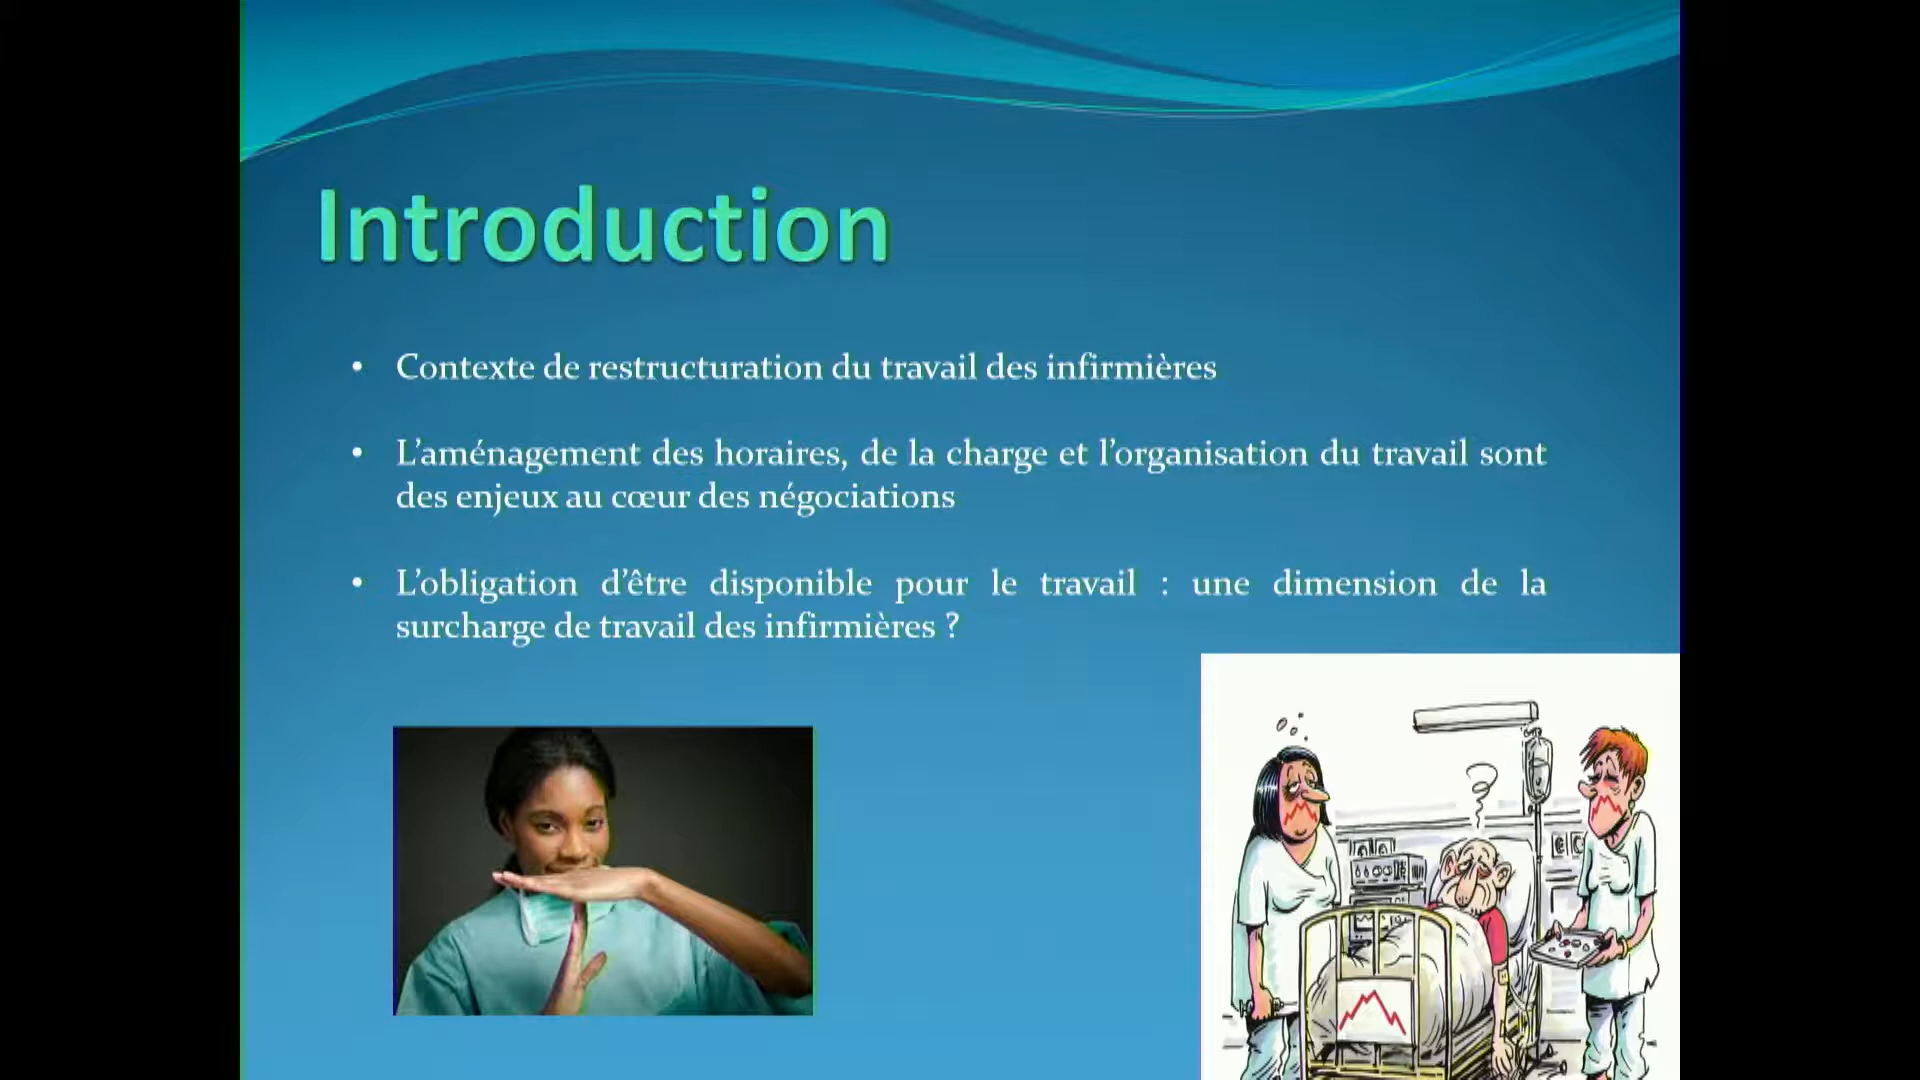 Introduction
• Contexte de restructuration du travail des infirmières
• L’aménagement des horaires, de la charge et l’organisation du travail sont
des enjeux au cœur des négociations
• L’obligation d’être disponible pour le travail : une dimension de la
surcharge de travail des infirmières ?